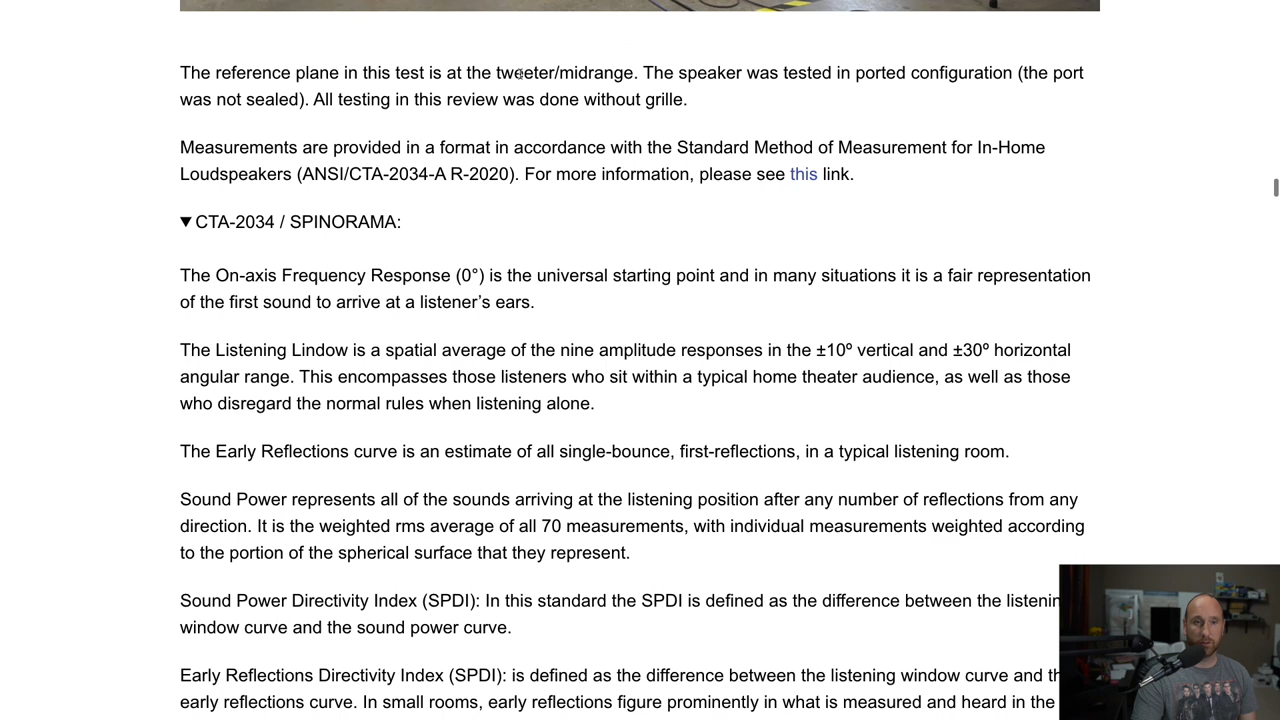 The reference plane in this test is at the tweeter/midrange. The speaker was tested in ported configuration (the port
was not sealed). All testing in this review was done without grille.
Measurements are provided in a format in accordance with the Standard Method of Measurement for In-Home
Loudspeakers (ANSI/CTA-2034-A R-2020). For more information, please see this link.
▼ CTA-2034 / SPINORAMA:
The On-axis Frequency Response (0°) is the universal starting point and in many situations it is a fair representation
of the first sound to arrive at a listener’s ears.
The Listening Lindow is a spatial average of the nine amplitude responses in the ±10º vertical and ±30º horizontal
angular range. This encompasses those listeners who sit within a typical home theater audience, as well as those
who disregard the normal rules when listening alone.
The Early Reflections curve is an estimate of all single-bounce, first-reflections, in a typical listening room.
Sound Power represents all of the sounds arriving at the listening position after any number of reflections from any
direction. It is the weighted rms average of all 70 measurements, with individual measurements weighted according
to the portion of the spherical surface that they represent.
Sound Power Directivity Index (SPDI): In this standard the SPDI is defined as the difference between the listenin
window curve and the sound power curve.
Early Reflections Directivity Index (SPDI): is defined as the difference between the listening window curve and th
early reflections curve. In small rooms, early reflections figure prominently in what is measured and heard in the